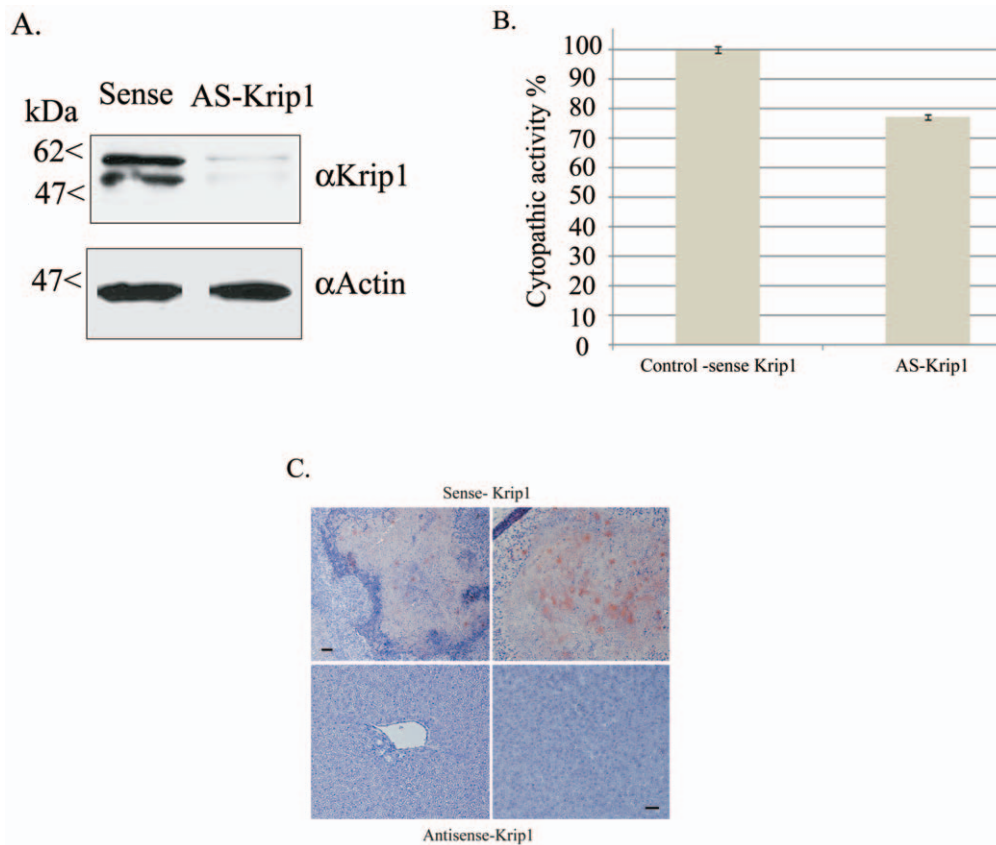 A.
Sense AS-Krip1
kDa
62<
47<
αKrip1
47<
αActin
B.
Cytopathic activity %
100
90
80
70
60
50
40
30
20
10
0
Control -sense Krip1
AS-Krip1
C.
Sense- Krip1
Antisense-Krip1